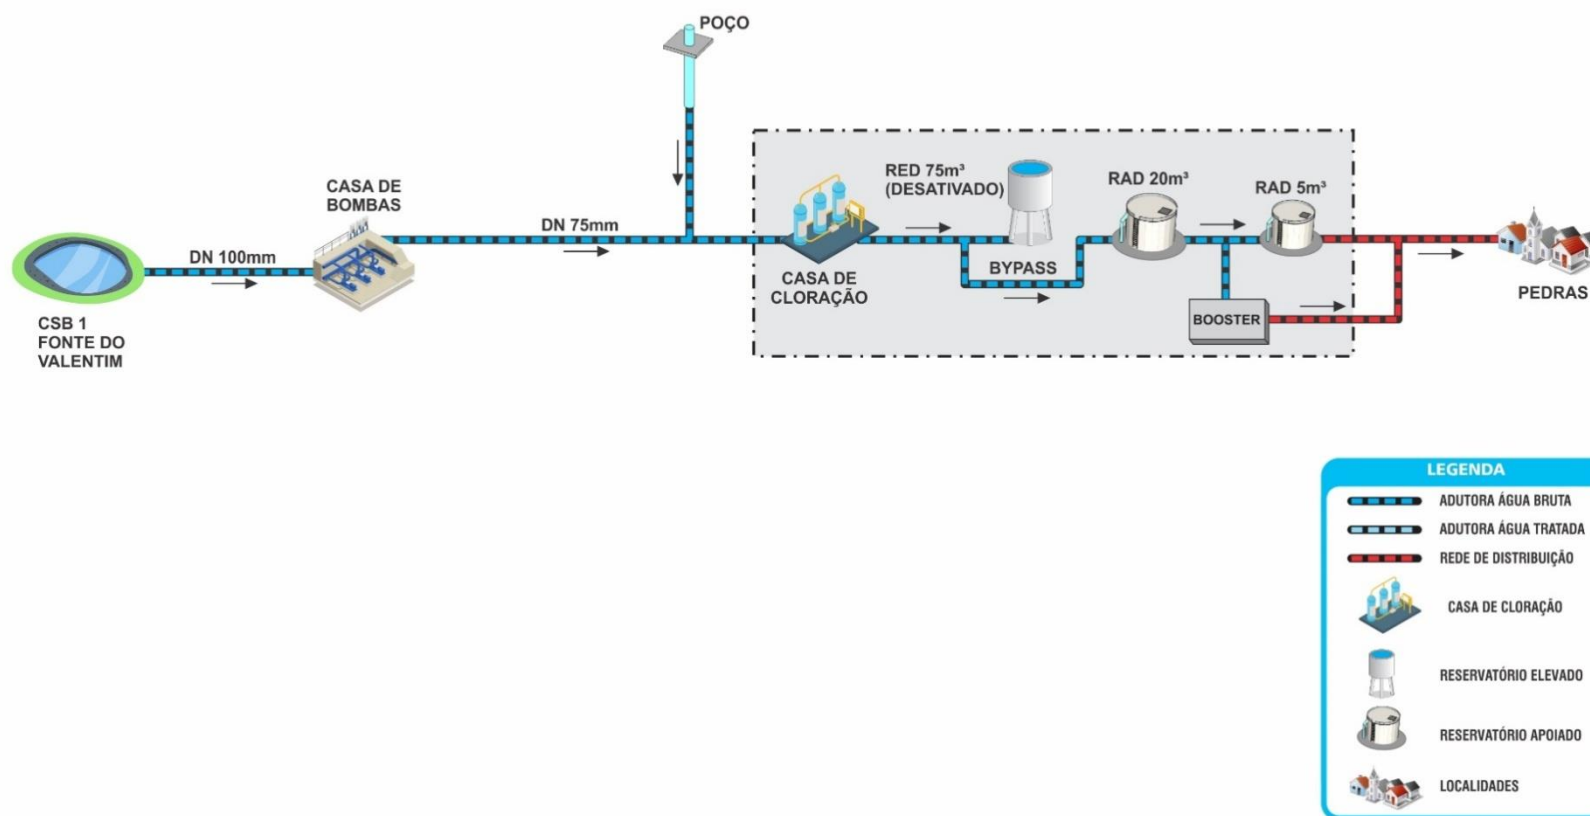 POÇO
CASA DE
BOMBAS
DN 100mm
CSB 1
FONTE DO
VALENTIM
DN 75mm
CASA DE
CLORAÇÃO
RED 75m³
(DESATIVADO)
BYPASS
RAD 20m³
RAD 5m³
BOOSTER
PEDRAS
LEGENDA
ADUTORA ÁGUA BRUTA
ADUTORA ÁGUA TRATADA
REDE DE DISTRIBUIÇÃO
CASA DE CLORAÇÃO
RESERVATÓRIO ELEVADO
RESERVATÓRIO APOIADO
LOCALIDADES